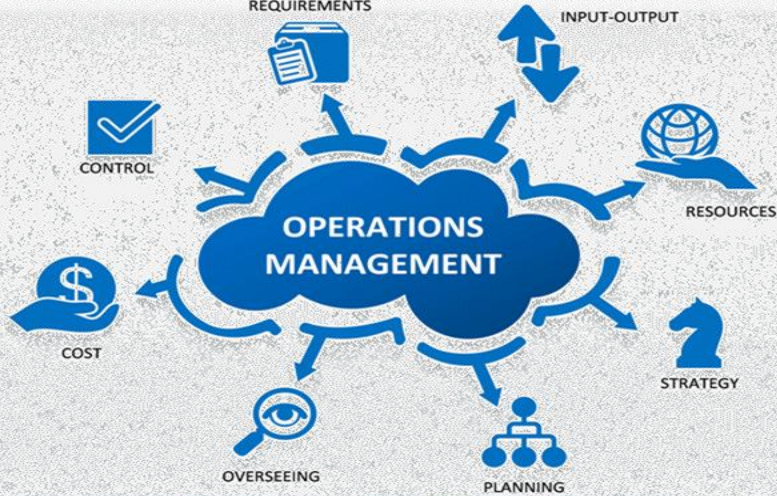 REQUIREMENTS
INPUT-OUTPUT
CONTROL
RESOURCES
OPERATIONS
MANAGEMENT
COST
STRATEGY
OVERSEEING
PLANNING